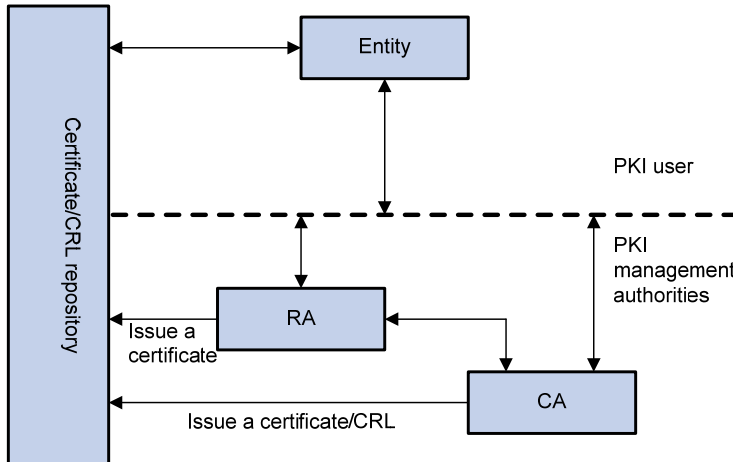 Entity
Certificate/CRL repository
PKI user
PKI
management
authorities
RA
Issue a
certificate
CA
Issue a certificate/CRL